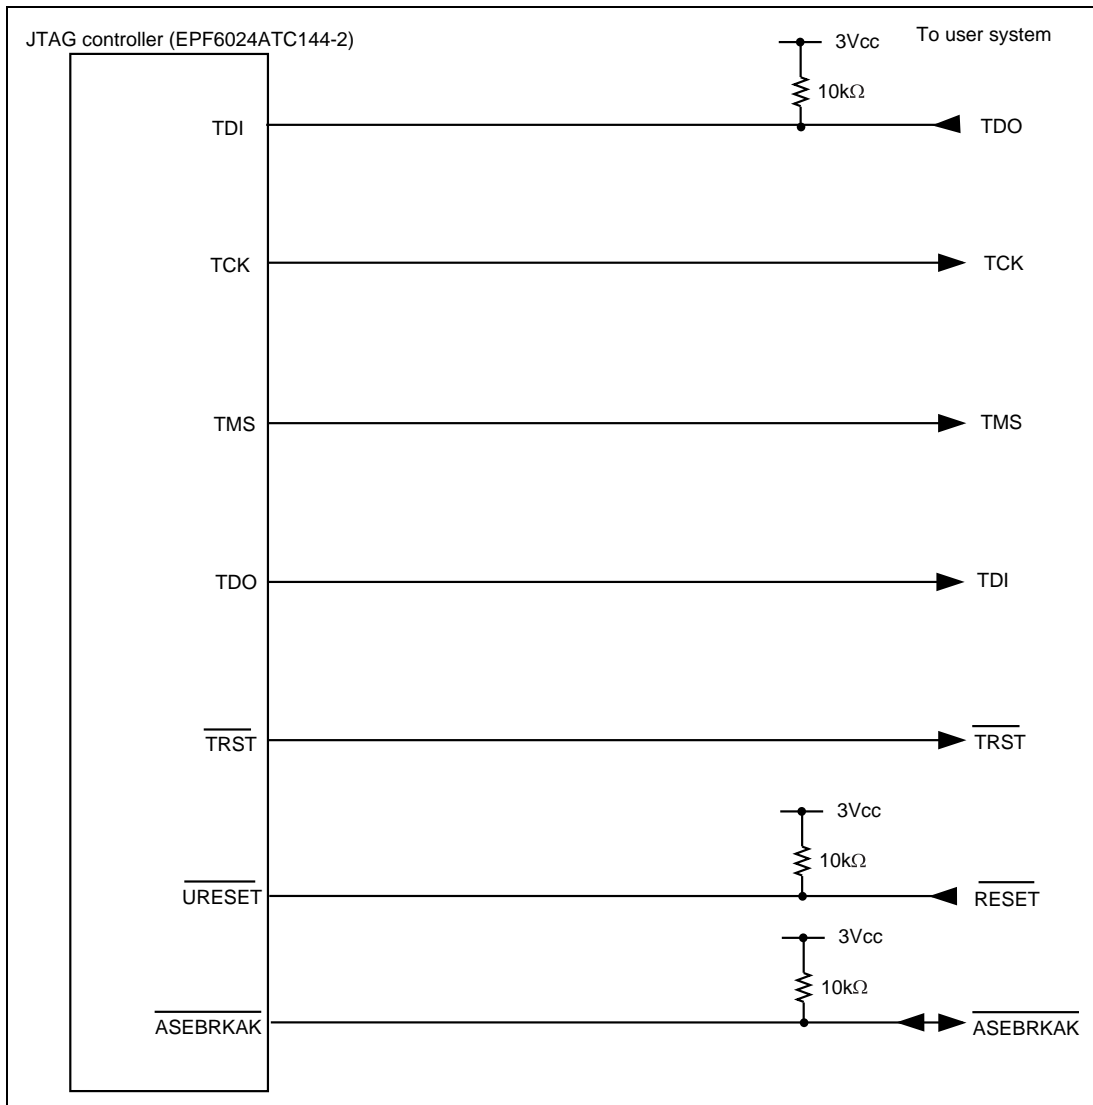 JTAG controller (EPF6024ATC144-2)
3Vcc
To user system
10kΩ
TDI
TDO
TCK
TCK
TMS
TMS
TDO
TDI
TRST
TRST
3Vcc
10kΩ
URESET
RESET
3Vcc
10kΩ
ASEBRKAK
ASEBRKAK